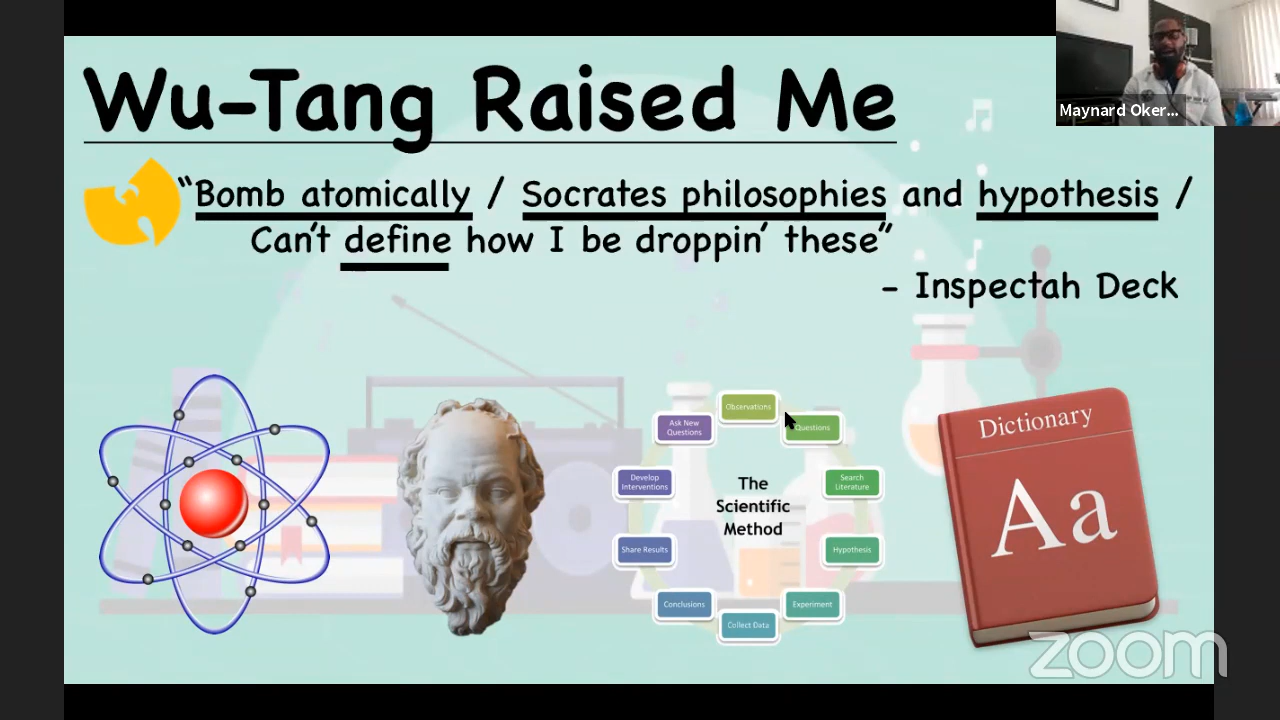 Wu-Tang Raised Me
Maynard Oker...
"Bomb atomically / Socrates philosophies and hypothesis /
Can't define how I be droppin' these"
- Inspectah Deck
Observations
Questions
Search
Literature
Hypothesis
Experiment
Collect Data
Conclusions
Share Results
Develop
Interventions
Ask New
Questions
The
Scientific
Method
Dictionary
Aa
zoom